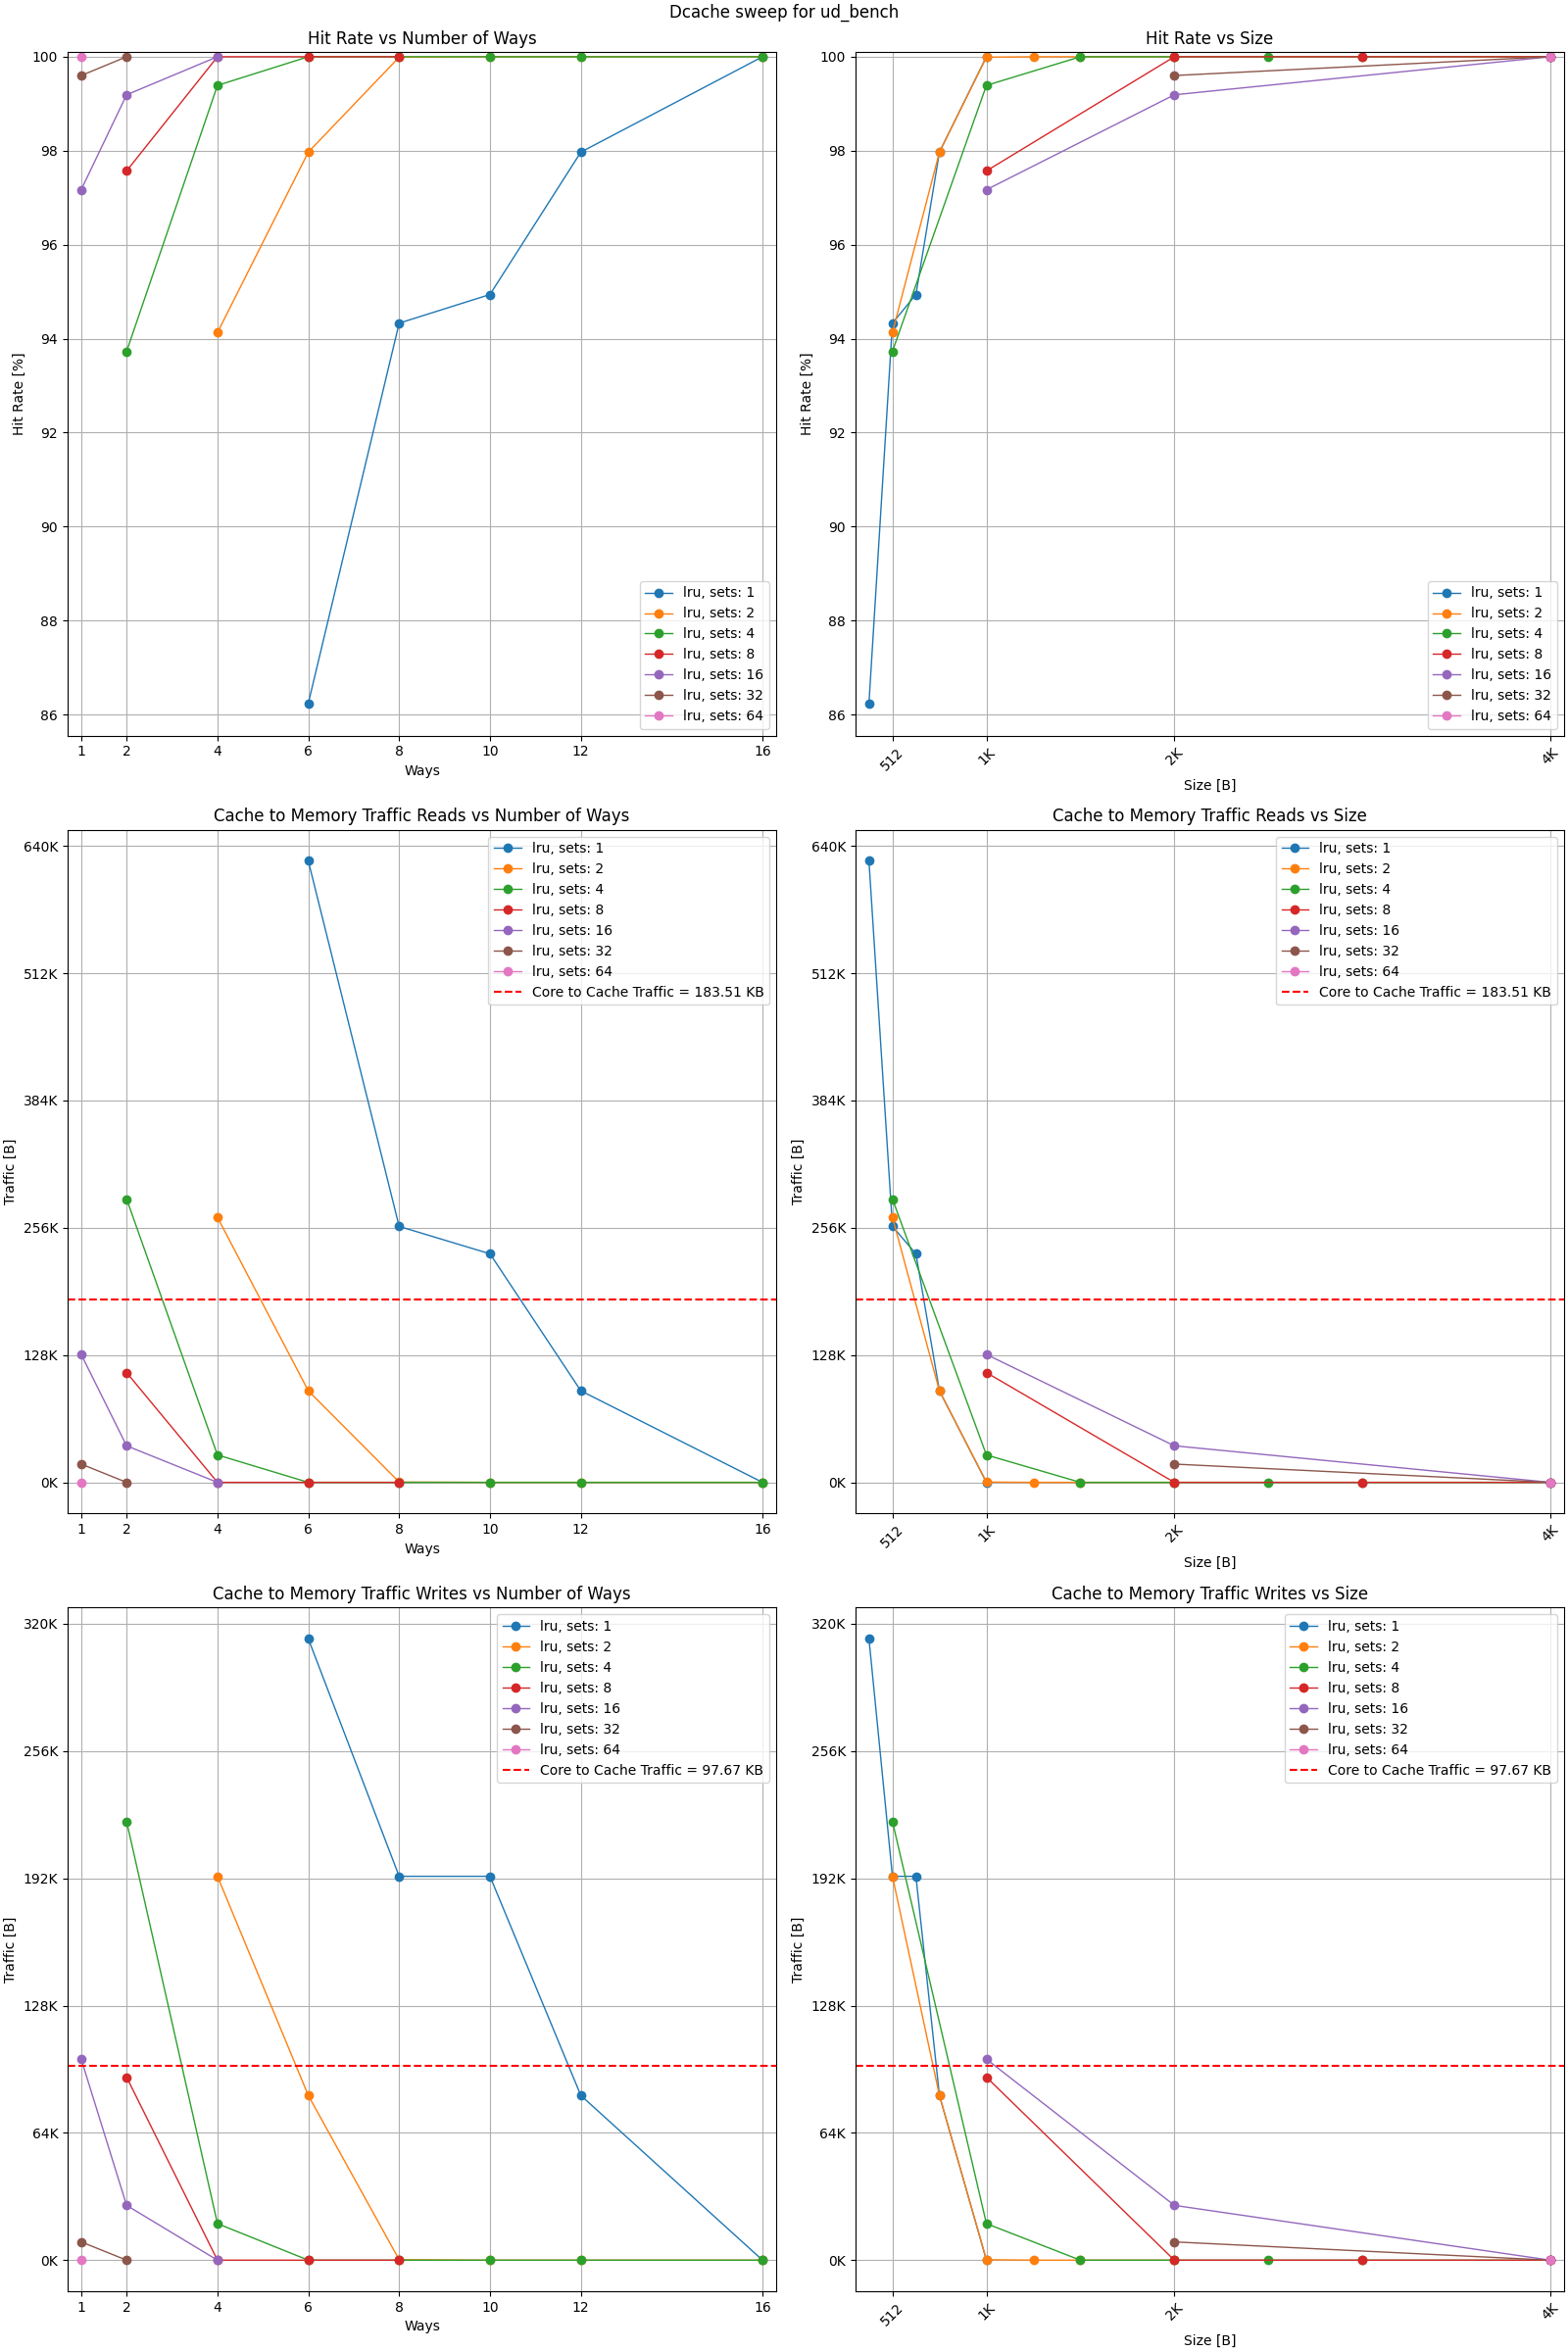 Dcache sweep for ud_bench
Hit Rate vs Number of Ways
100
98
96
94
92
90
88
86
Hit Rate [%]
lru, sets: 1
lru, sets: 2
lru, sets: 4
lru, sets: 8
lru, sets: 16
lru, sets: 32
lru, sets: 64
1 2 4 6 8 10 12 16
Ways
Hit Rate vs Size
100
98
96
94
92
90
88
86
Hit Rate [%]
lru, sets: 1
lru, sets: 2
lru, sets: 4
lru, sets: 8
lru, sets: 16
lru, sets: 32
lru, sets: 64
512 1K 2K 4K
Size [B]
Cache to Memory Traffic Reads vs Number of Ways
640K
512K
384K
256K
128K
0K
Traffic [B]
lru, sets: 1
lru, sets: 2
lru, sets: 4
lru, sets: 8
lru, sets: 16
lru, sets: 32
lru, sets: 64
Core to Cache Traffic = 183.51 KB
1 2 4 6 8 10 12 16
Ways
Cache to Memory Traffic Reads vs Size
640K
512K
384K
256K
128K
0K
Traffic [B]
lru, sets: 1
lru, sets: 2
lru, sets: 4
lru, sets: 8
lru, sets: 16
lru, sets: 32
lru, sets: 64
Core to Cache Traffic = 183.51 KB
512 1K 2K 4K
Size [B]
Cache to Memory Traffic Writes vs Number of Ways
320K
256K
192K
128K
64K
0K
Traffic [B]
lru, sets: 1
lru, sets: 2
lru, sets: 4
lru, sets: 8
lru, sets: 16
lru, sets: 32
lru, sets: 64
Core to Cache Traffic = 97.67 KB
1 2 4 6 8 10 12 16
Ways
Cache to Memory Traffic Writes vs Size
320K
256K
192K
128K
64K
0K
Traffic [B]
lru, sets: 1
lru, sets: 2
lru, sets: 4
lru, sets: 8
lru, sets: 16
lru, sets: 32
lru, sets: 64
Core to Cache Traffic = 97.67 KB
512 1K 2K 4K
Size [B]